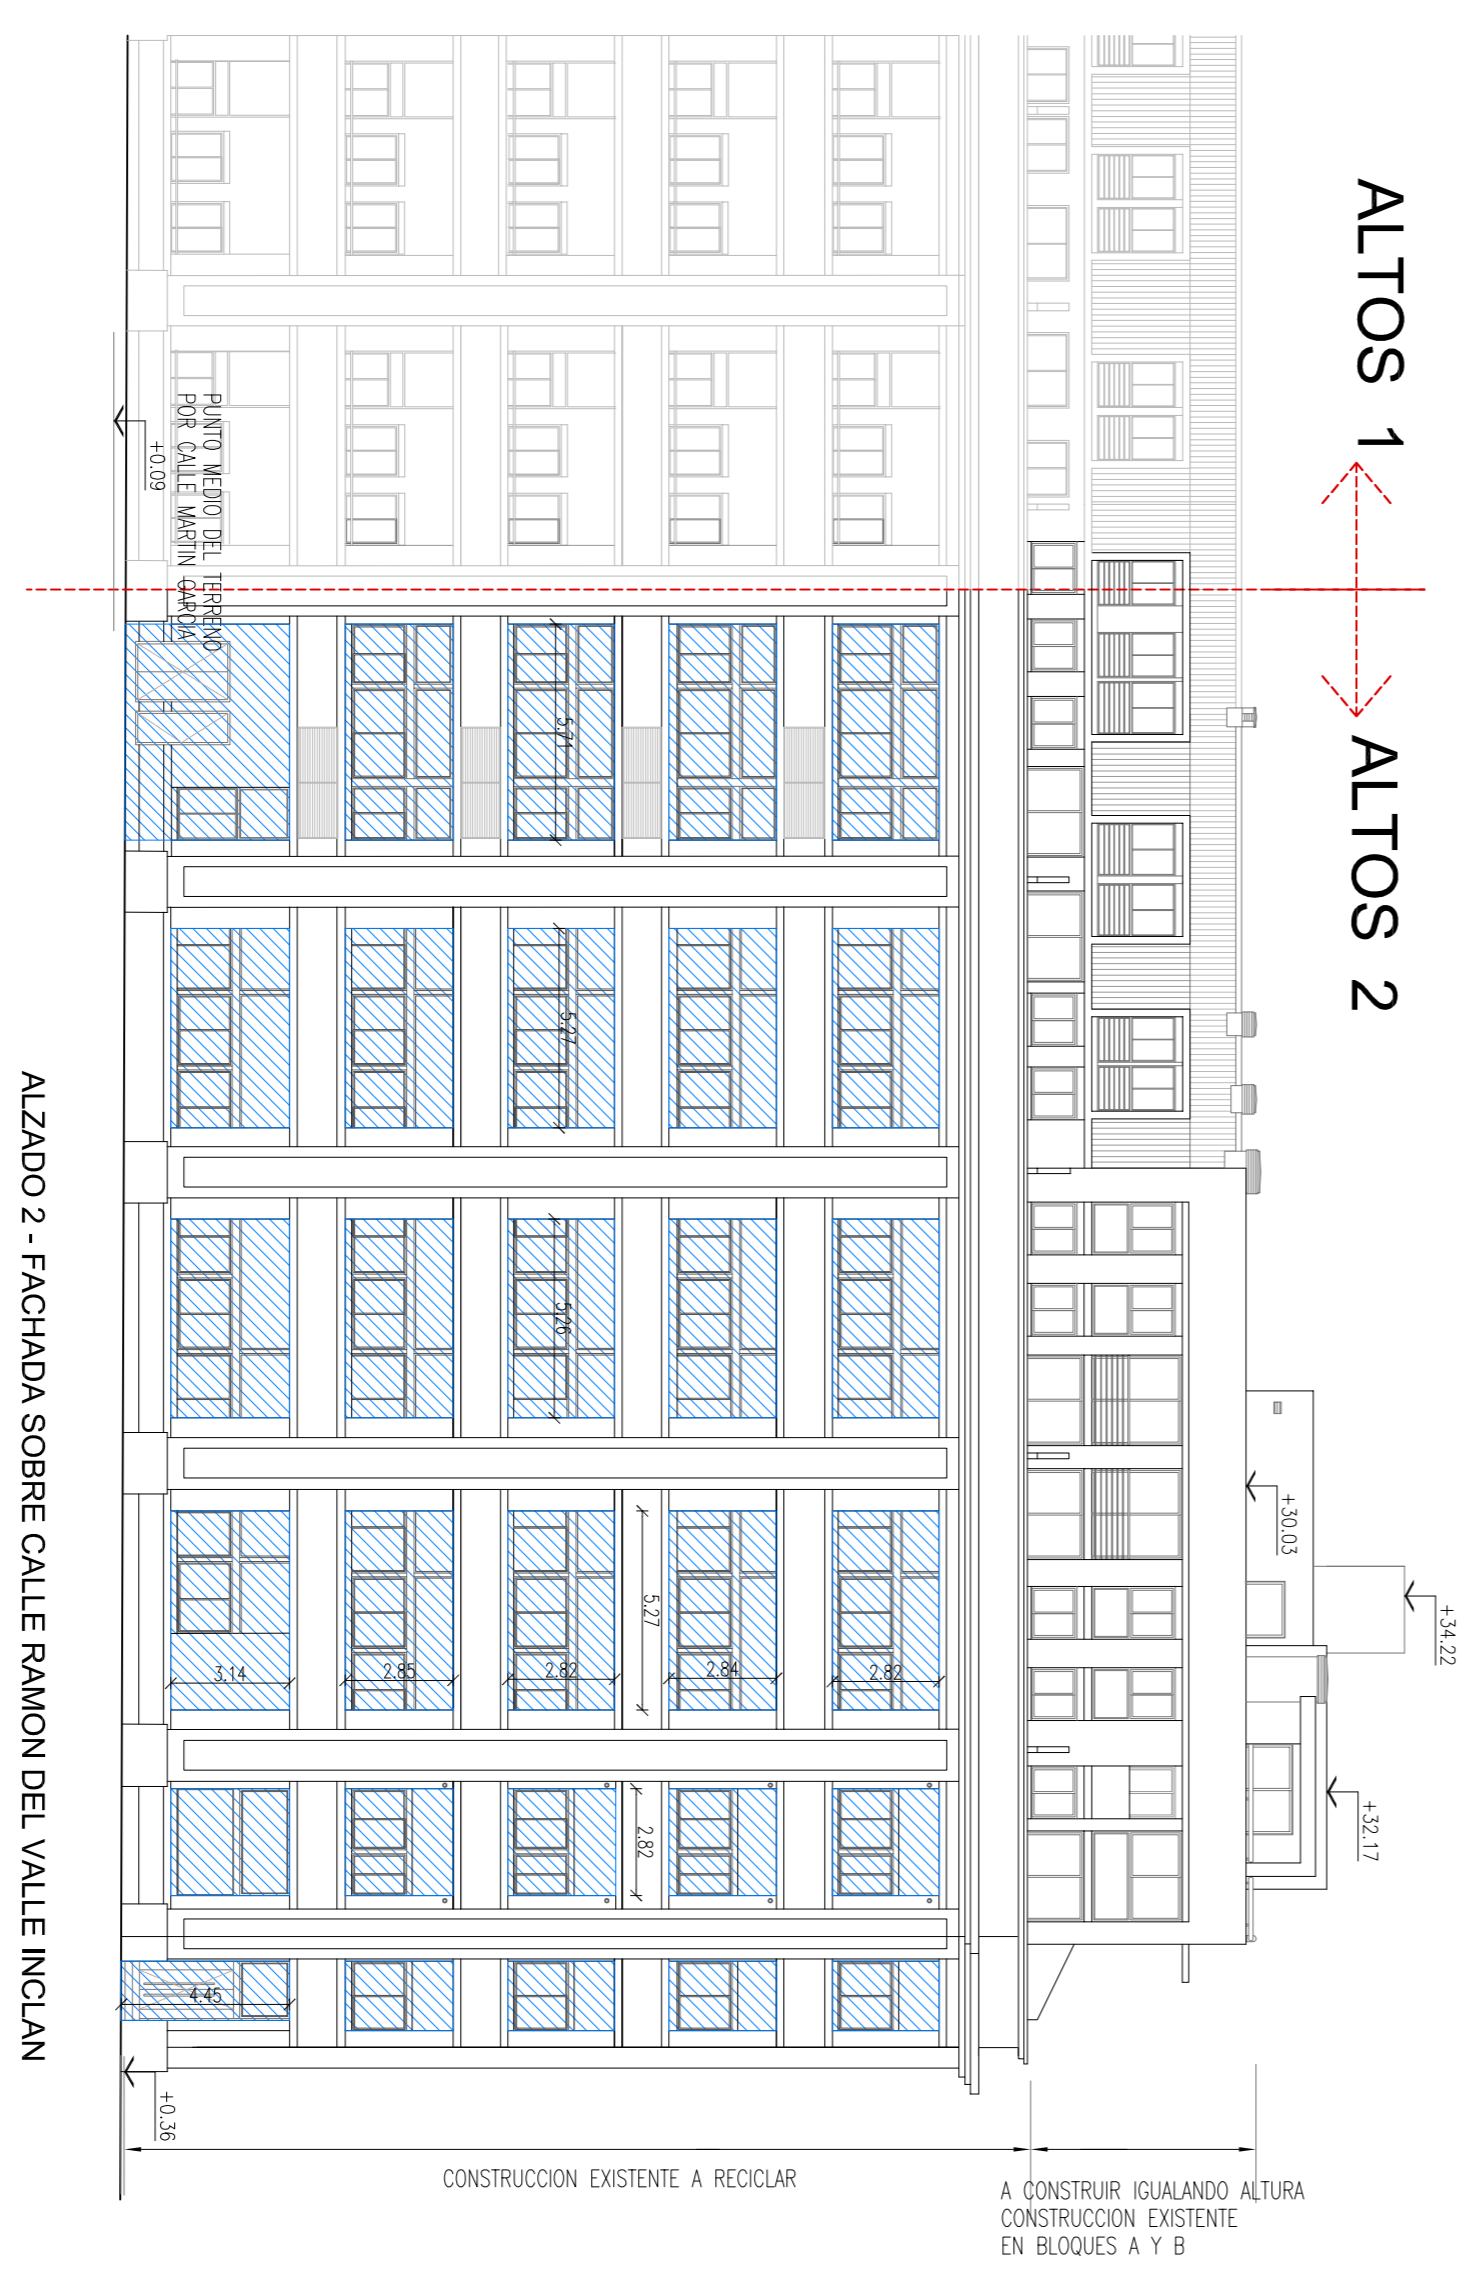 ALTOS 1
ALTOS 2
+34.22
+32.17
+30.03
5.71
5.27
5.26
5.27
2.82
3.14
2.85
2.82
2.84
2.82
4.45
PUNTO MEDIO DEL TERRENO
POR CALLE MARTIN GARCIA
+0.09
+0.36
CONSTRUCCION EXISTENTE A RECICLAR
A CONSTRUIR IGUALANDO ALTURA
CONSTRUCCION EXISTENTE
EN BLOQUES A Y B
ALZADO 2 - FACHADA SOBRE CALLE RAMON DEL VALLE INCLAN